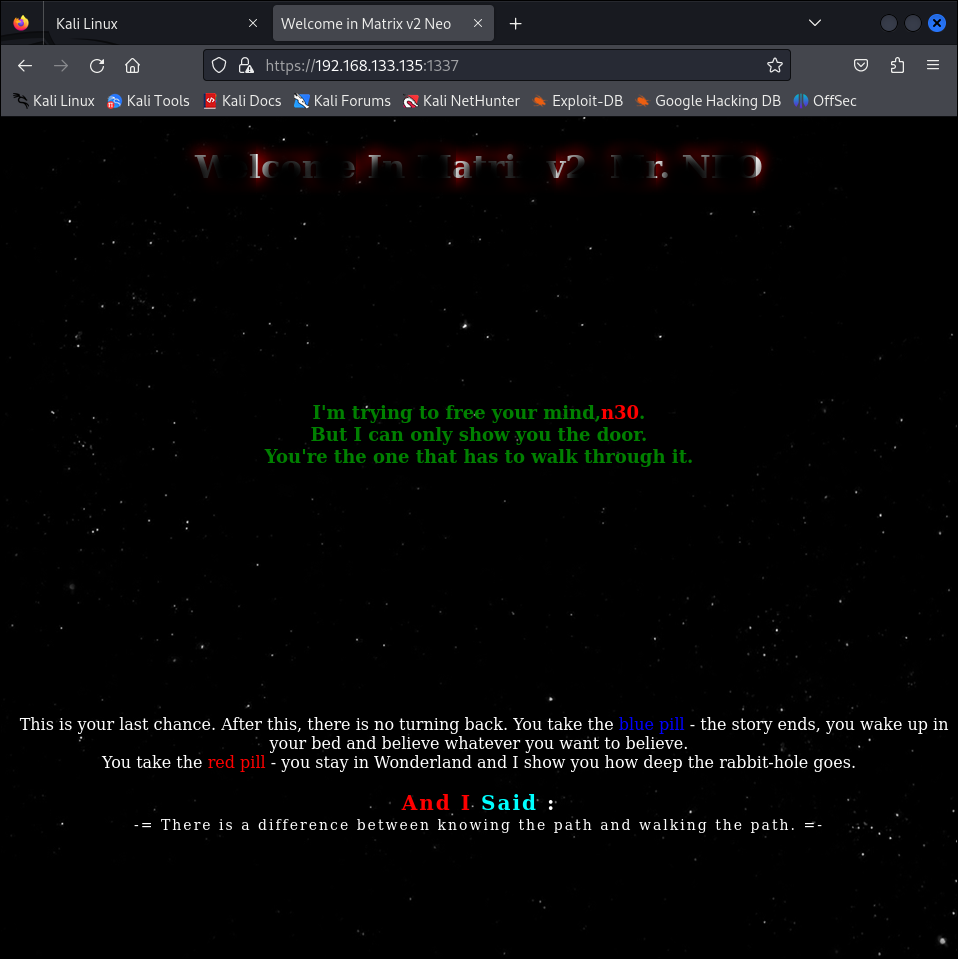 Kali Linux
Welcome in Matrix v2 Neo
https://192.168.133.135:1337
Kali Linux Kali Tools Kali Docs Kali Forums Kali NetHunter Exploit-DB Google Hacking DB OffSec
Welcome In Matrix v2 Mr. NEO
I'm trying to free your mind,n30.
But I can only show you the door.
You're the one that has to walk through it.
This is your last chance. After this, there is no turning back. You take the blue pill - the story ends, you wake up in
your bed and believe whatever you want to believe.
You take the red pill - you stay in Wonderland and I show you how deep the rabbit-hole goes.
And I Said :
-= There is a difference between knowing the path and walking the path. =-